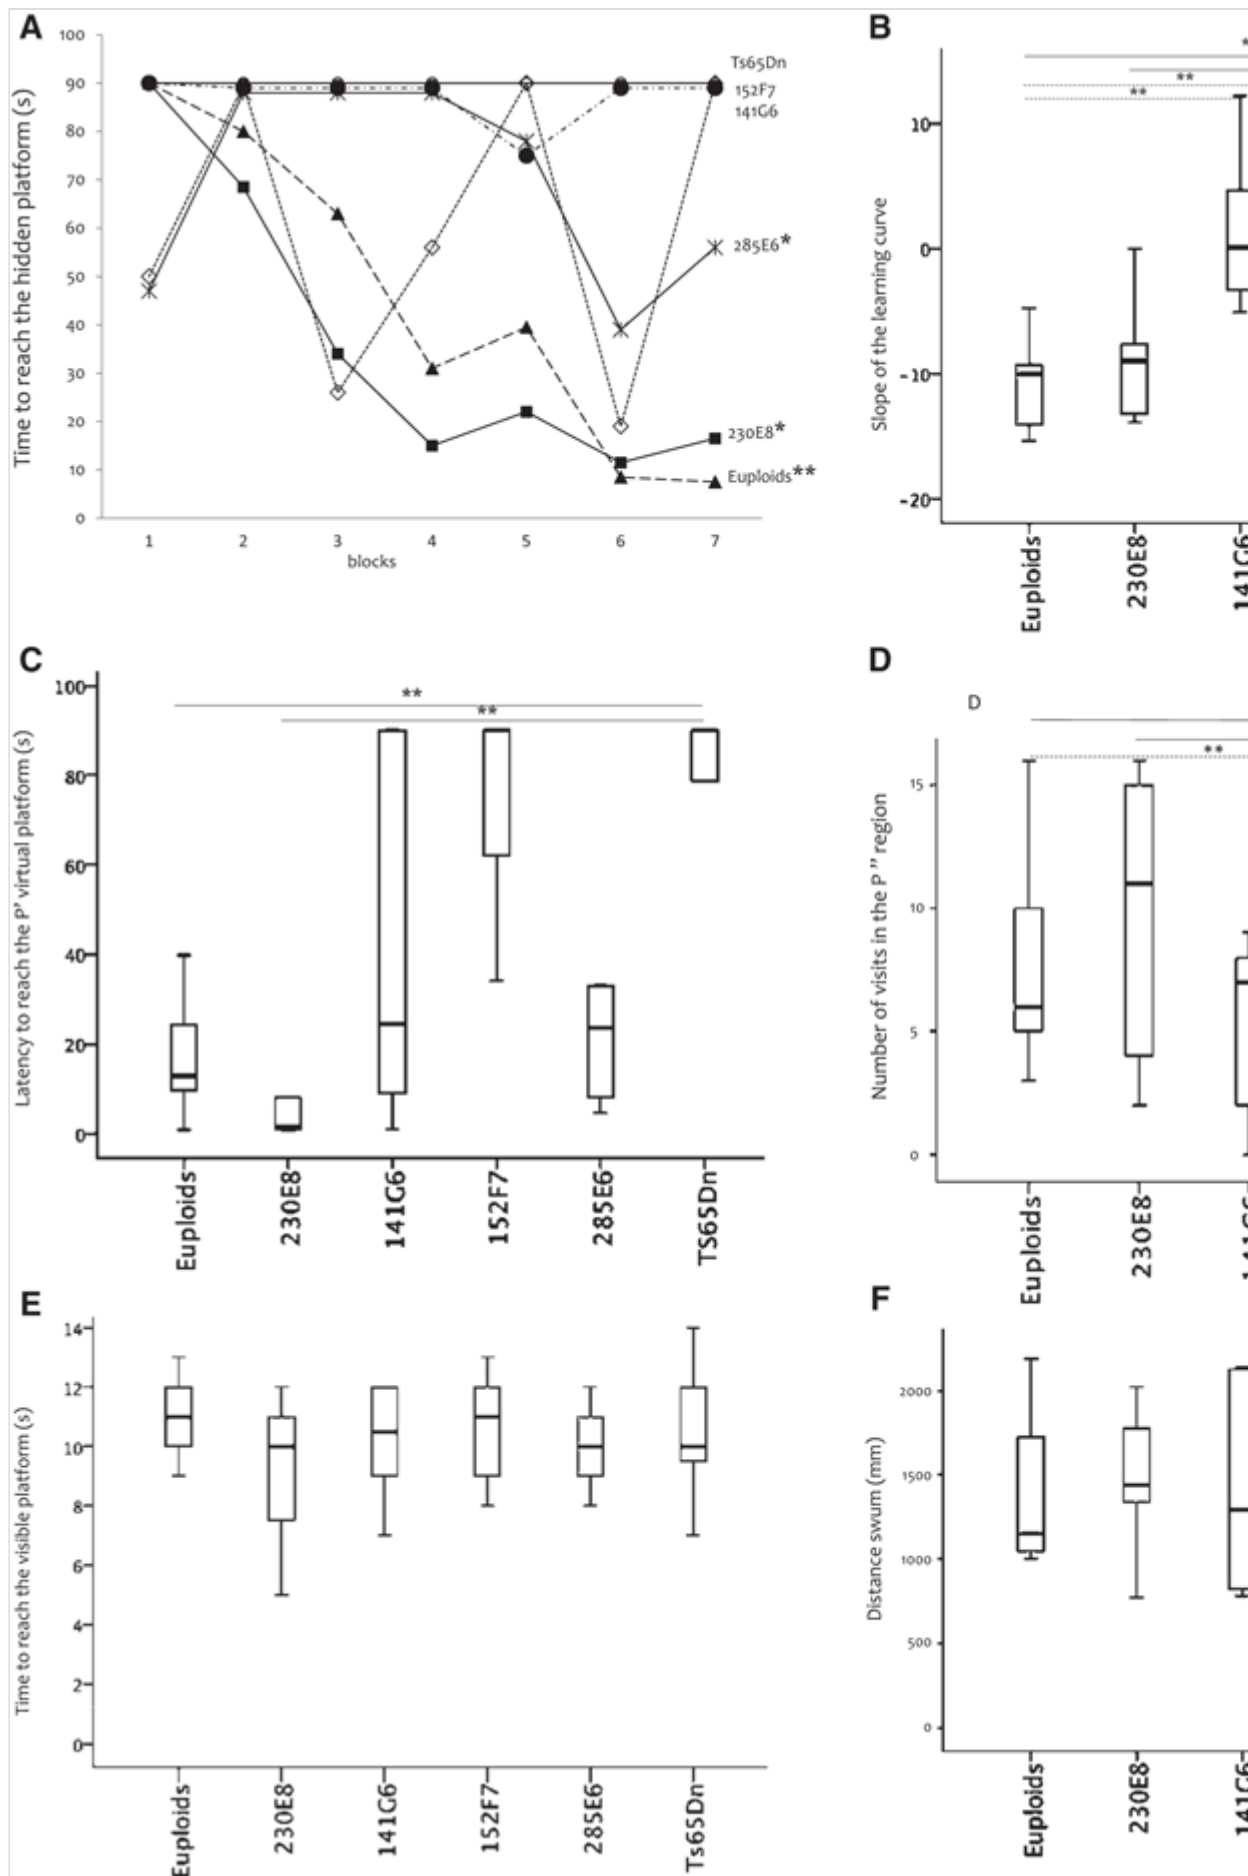 A
Time to reach the hidden platform (s)
100
90
80
70
60
50
40
30
20
10
0
1 2 3 4 5 6 7
blocks
Ts65Dn
152F7
141G6
285E6*
230E8*
Euploids**
B
Slope of the learning curve
10
0
-10
-20
*
**
**
Euploids
230E8
141G6
C
Latency to reach the P' virtual platform (s)
100
80
60
40
20
0
**
**
Euploids
230E8
141G6
152F7
285E6
TS65Dn
D
D
Number of visits in the P'' region
15
10
5
0
**
Euploids
230E8
141G6
E
Time to reach the visible platform (s)
14
12
10
8
6
4
2
0
Euploids
230E8
141G6
152F7
285E6
Ts65Dn
F
Distance swum (mm)
2000
1500
1000
500
0
Euploids
230E8
141G6